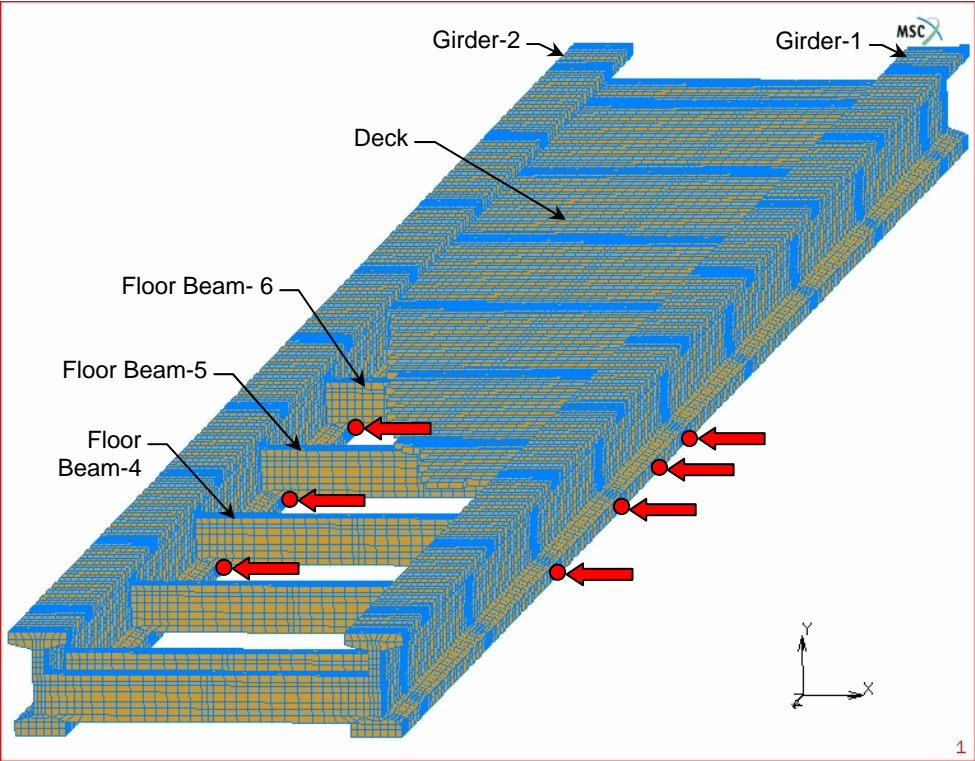 Girder-2
Girder-1
MSC
Deck
Floor Beam- 6
Floor Beam-5
Floor
Beam-4
Y
X
1